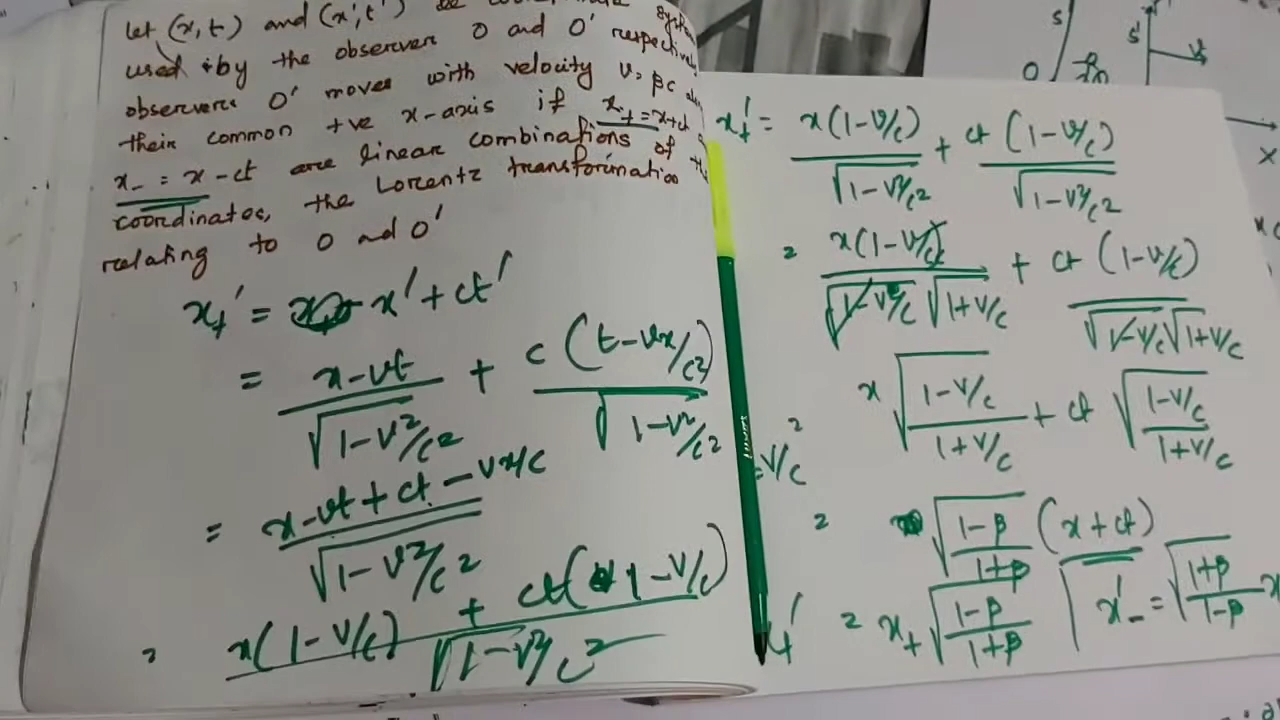 let (x, t) and (x', t') be system
used by the observer O and O' respectively
observers O' moves with velocity v = βc
their common +ve x-axis if x₊ = x+ct
x₋ = x - ct are linear combinations of the
coordinates, the Lorentz transformation
relating to O and O'
x₊' = x' + ct'
= x-vt/√(1-v²/c²) + c(t-vx/c²)/√(1-v²/c²)
= x-vt+ct-vx/c / √(1-v²/c²)
= x(1-v/c) + ct(1-v/c) / √(1-v²/c²)
x₊' = x(1-v/c)/√(1-v²/c²) + ct(1-v/c)/√(1-v²/c²)
= x(1-v/c)/√(1-v/c)√(1+v/c) + ct(1-v/c)/√(1-v/c)√(1+v/c)
x√((1-v/c)/(1+v/c)) + ct√((1-v/c)/(1+v/c))
= v/c
= √((1-β)/(1+β)) (x+ct)
= x₊√((1-β)/(1+β)) | x₋' = √((1+β)/(1-β)) x
S
S'
v
O
x